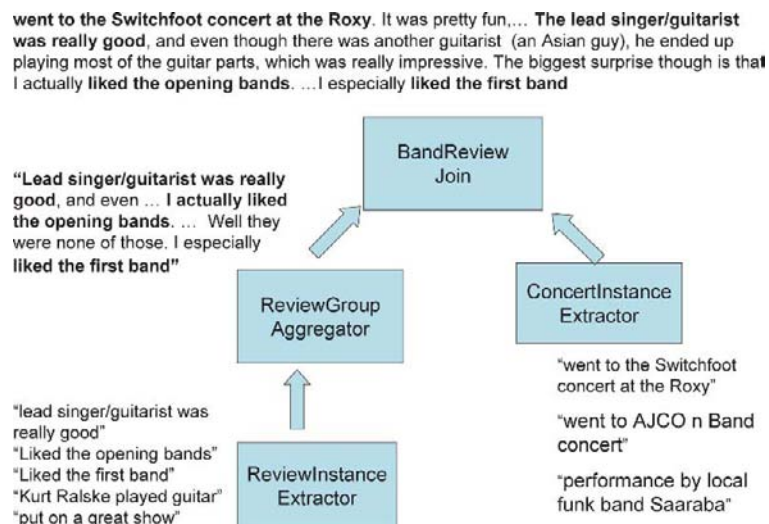 went to the Switchfoot concert at the Roxy. It was pretty fun,… The lead singer/guitarist
was really good, and even though there was another guitarist (an Asian guy), he ended up
playing most of the guitar parts, which was really impressive. The biggest surprise though is that
I actually liked the opening bands. …I especially liked the first band
BandReview
Join
“Lead singer/guitarist was really
good, and even … I actually liked
the opening bands. … Well they
were none of those. I especially
liked the first band”
ReviewGroup
Aggregator
ConcertInstance
Extractor
“went to the Switchfoot
concert at the Roxy”
“went to AJCO n Band
concert”
“performance by local
funk band Saaraba”
“lead singer/guitarist was
really good”
“Liked the opening bands”
“Liked the first band”
“Kurt Ralske played guitar”
“put on a great show”
ReviewInstance
Extractor